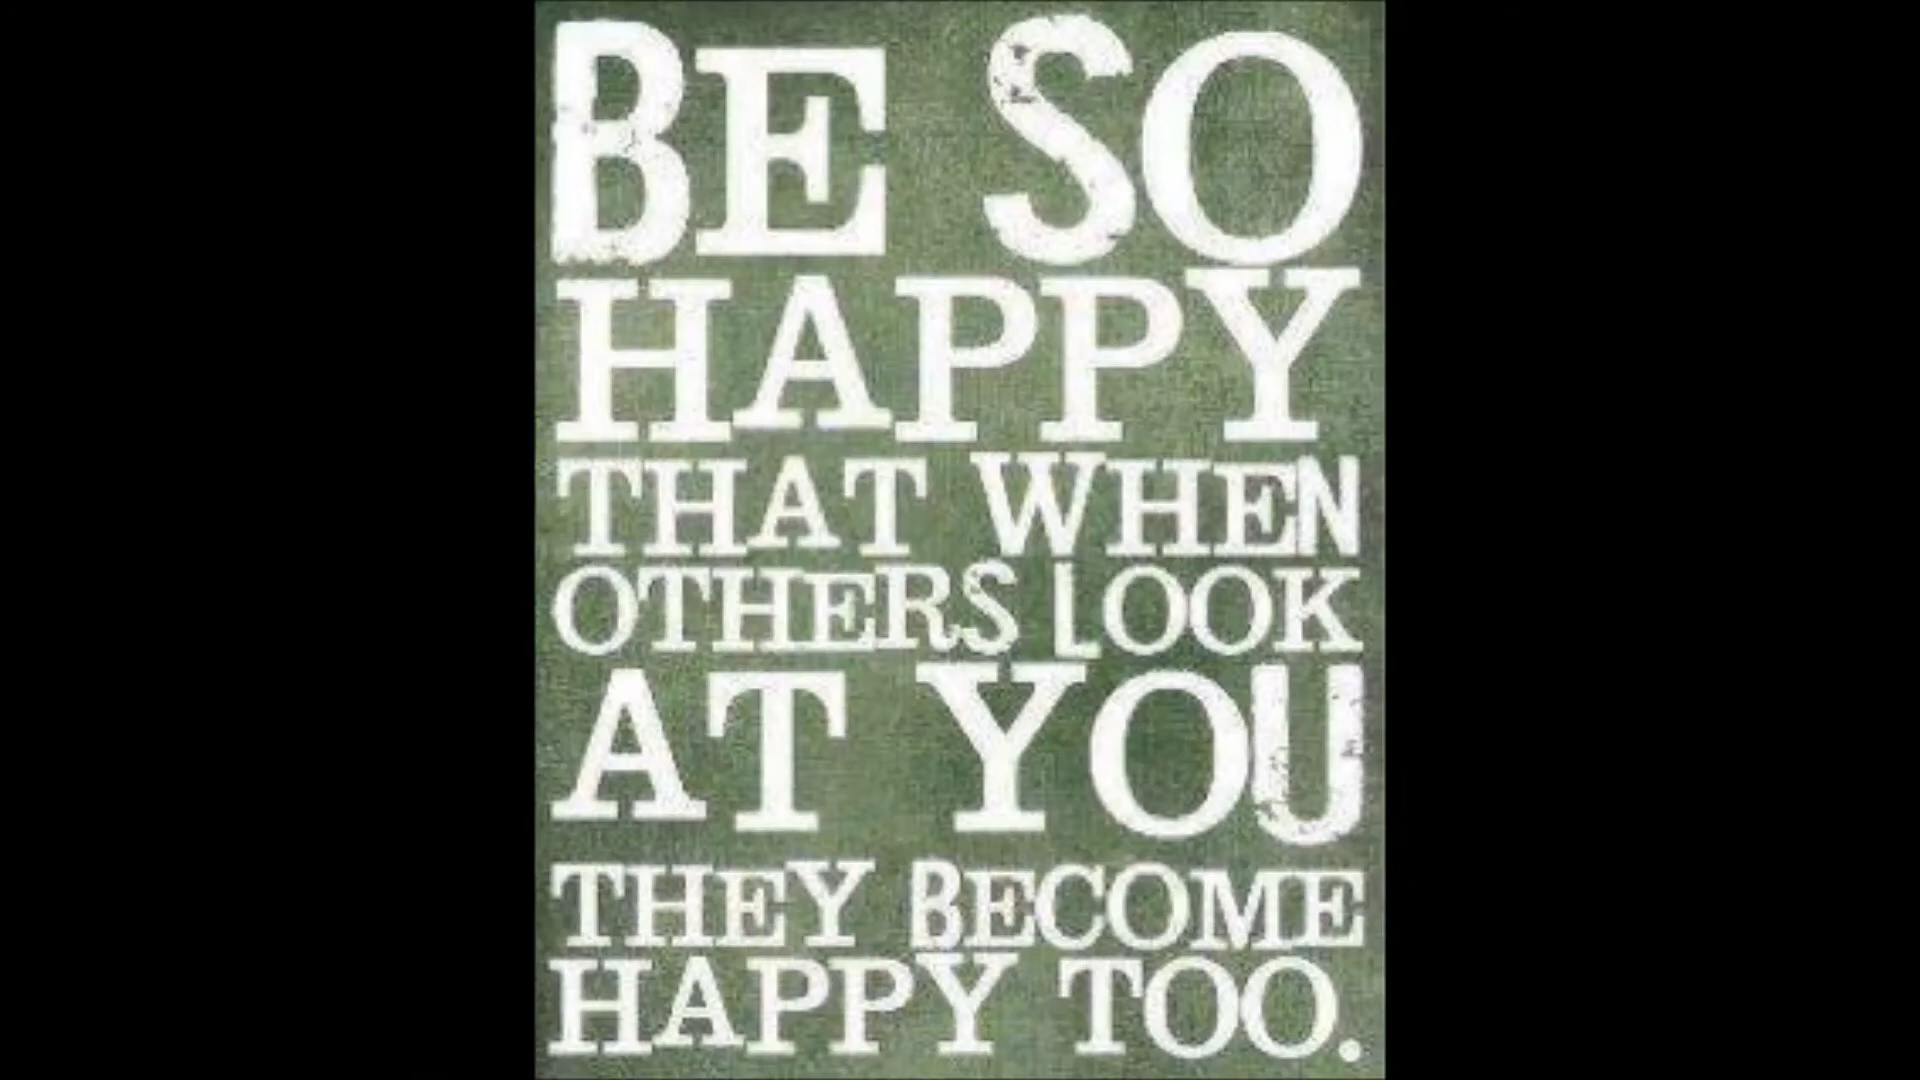 BE SO
HAPPY
THAT WHEN
OTHERS LOOK
AT YOU
THEY BECOME
HAPPY TOO.